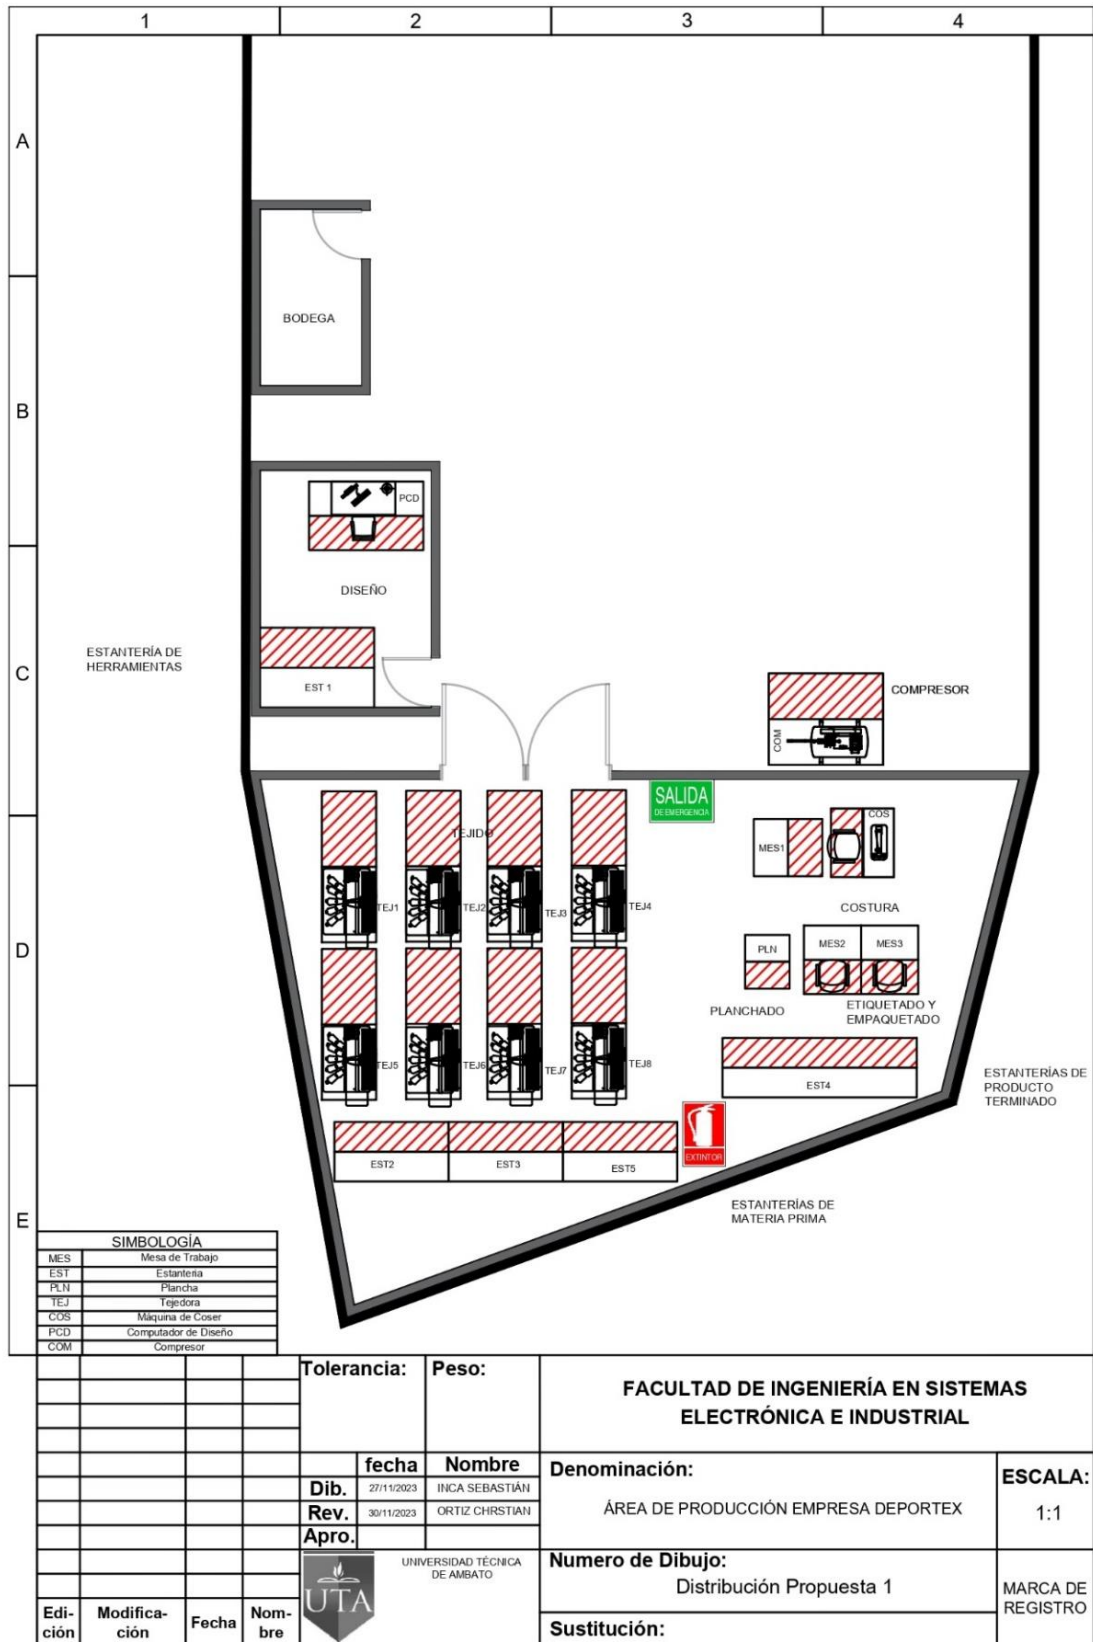 1 2 3 4
A
BODEGA
B
PCD
DISEÑO
ESTANTERÍA DE
HERRAMIENTAS
C
EST 1
COMPRESOR
COM
SALIDA
DE EMERGENCIA
TEJIDO
MES1
COS
TEJ1
TEJ2
TEJ3
TEJ4
COSTURA
D
PLN
MES2
MES3
PLANCHADO
ETIQUETADO Y
EMPAQUETADO
TEJ5
TEJ6
TEJ7
TEJ8
EST4
ESTANTERÍAS DE
PRODUCTO
TERMINADO
EXTINTOR
EST2
EST3
EST5
ESTANTERÍAS DE
MATERIA PRIMA
E
SIMBOLOGÍA
MES Mesa de Trabajo
EST Estanteria
PLN Plancha
TEJ Tejedora
COS Máquina de Coser
PCD Computador de Diseño
COM Compresor
Tolerancia: Peso:
FACULTAD DE INGENIERÍA EN SISTEMAS
ELECTRÓNICA E INDUSTRIAL
fecha Nombre
Dib. 27/11/2023 INCA SEBASTIÁN
Rev. 30/11/2023 ORTIZ CHRSTIAN
Apro.
Denominación:
ÁREA DE PRODUCCIÓN EMPRESA DEPORTEX
ESCALA:
1:1
UTA
UNIVERSIDAD TÉCNICA
DE AMBATO
Numero de Dibujo:
Distribución Propuesta 1
MARCA DE
REGISTRO
Edi-
ción
Modifica-
ción
Fecha
Nom-
bre
Sustitución: